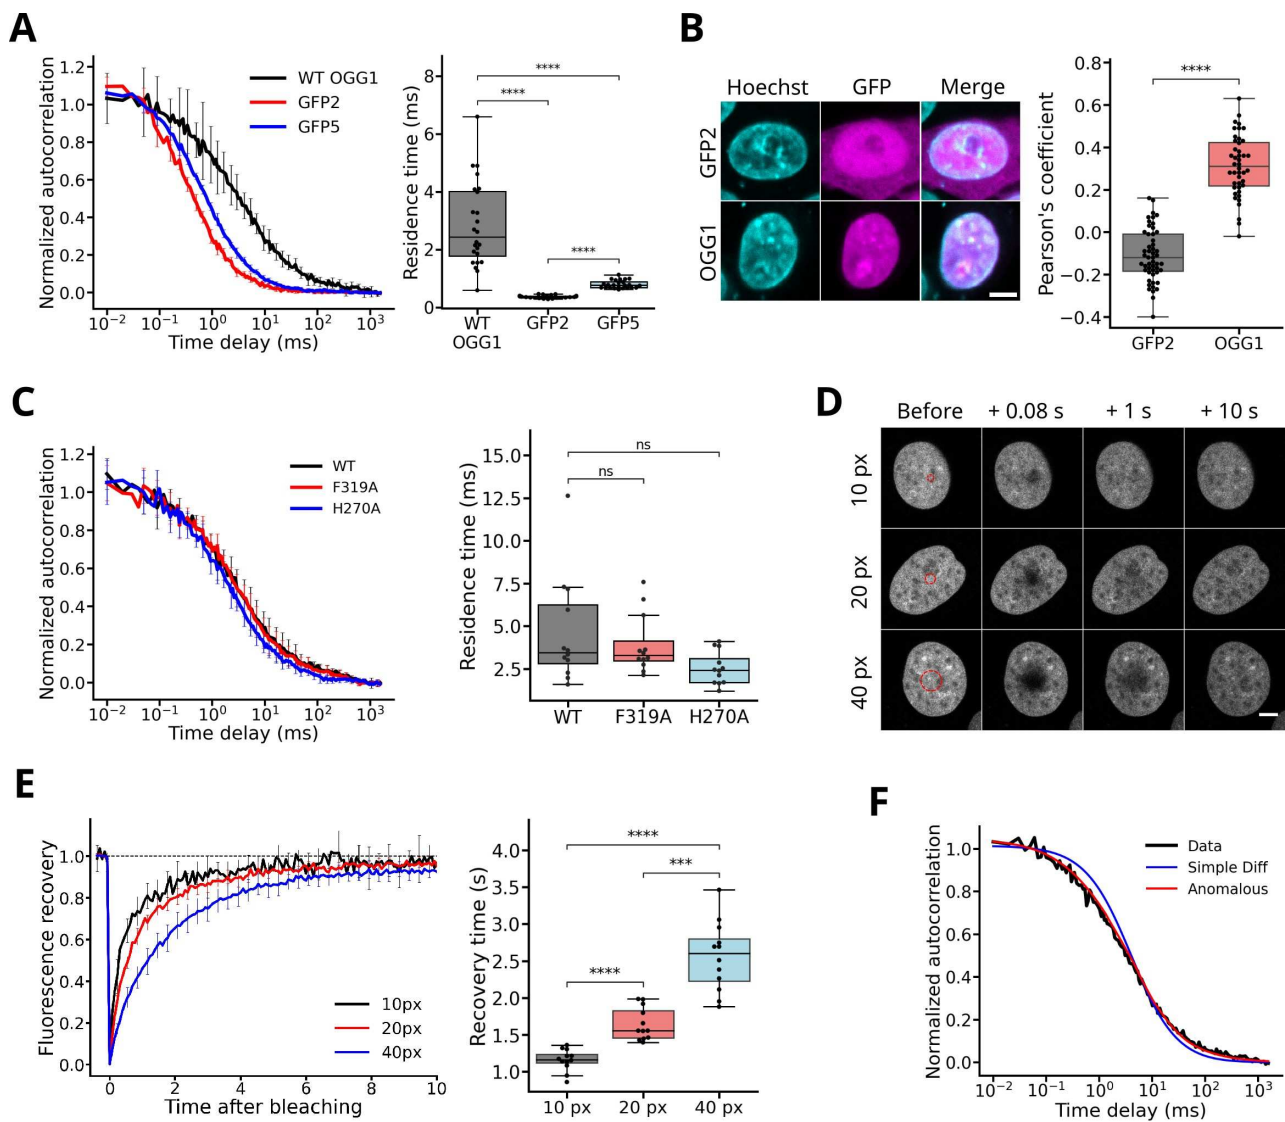 A
Normalized autocorrelation
1.2
1.0
0.8
0.6
0.4
0.2
0.0
10⁻² 10⁻¹ 10⁰ 10¹ 10² 10³
Time delay (ms)
WT OGG1
GFP2
GFP5
Residence time (ms)
8
6
4
2
0
****
****
****
WT OGG1
GFP2
GFP5
B
Hoechst GFP Merge
GFP2
OGG1
Pearson's coefficient
0.8
0.6
0.4
0.2
0.0
−0.2
−0.4
****
GFP2 OGG1
C
Normalized autocorrelation
1.2
1.0
0.8
0.6
0.4
0.2
0.0
10⁻² 10⁻¹ 10⁰ 10¹ 10² 10³
Time delay (ms)
WT
F319A
H270A
Residence time (ms)
15.0
12.5
10.0
7.5
5.0
2.5
ns
ns
WT F319A H270A
D
Before + 0.08 s + 1 s + 10 s
10 px
20 px
40 px
E
Fluorescence recovery
1.0
0.8
0.6
0.4
0.2
0.0
0 2 4 6 8 10
Time after bleaching
10px
20px
40px
Recovery time (s)
4.0
3.5
3.0
2.5
2.0
1.5
1.0
****
***
****
10 px 20 px 40 px
F
Normalized autocorrelation
1.0
0.8
0.6
0.4
0.2
0.0
10⁻² 10⁻¹ 10⁰ 10¹ 10² 10³
Time delay (ms)
Data
Simple Diff
Anomalous